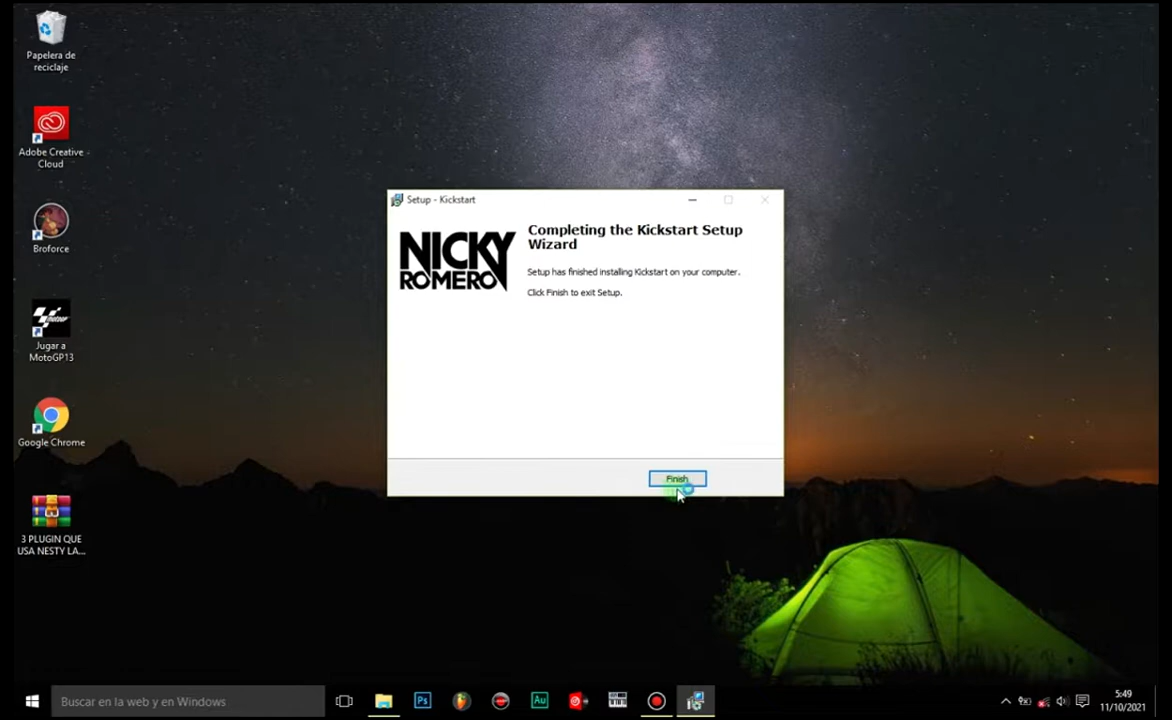 Papelera de
reciclaje
Adobe Creative
Cloud
Broforce
Jugar a
MotoGP13
Google Chrome
3 PLUGIN QUE
USA NESTY LA...
Setup - Kickstart
NICKY
ROMERO
Completing the Kickstart Setup
Wizard
Setup has finished installing Kickstart on your computer.
Click Finish to exit Setup.
Finish
Buscar en la web y en Windows
Ps
Au
5:49
11/10/2021